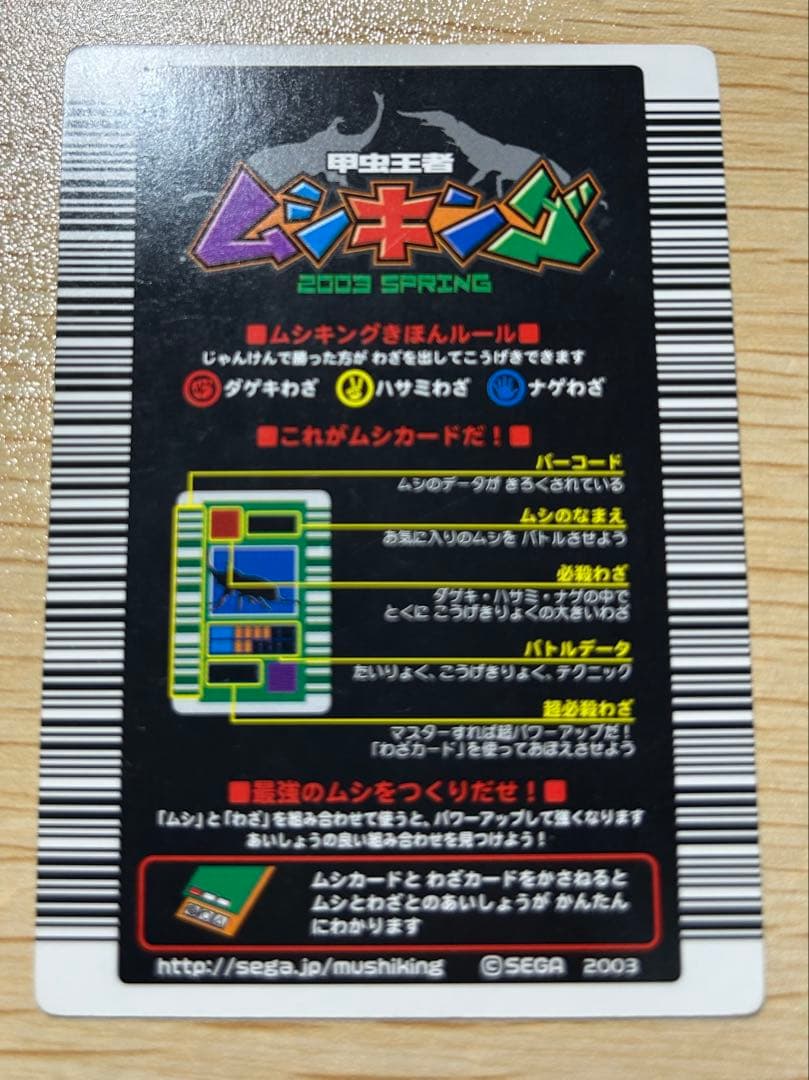 甲虫王者
ムシキング
2003 SPRING
■ムシキングきほんルール■
じゃんけんで勝った方が わざを出してこうげきできます
ダゲキわざ ハサミわざ ナゲわざ
■これがムシカードだ！■
バーコード
ムシのデータが きろくされている
ムシのなまえ
お気に入りのムシを バトルさせよう
必殺わざ
ダゲキ・ハサミ・ナゲの中で
とくに こうげきりょくの大きいわざ
バトルデータ
たいりょく、こうげきりょく、テクニック
超必殺わざ
マスターすれば超パワーアップだ！
「わざカード」を使っておぼえさせよう
■最強のムシをつくりだせ！■
「ムシ」と「わざ」を組み合わせて使うと、パワーアップして強くなります
あいしょうの良い組み合わせを見つけよう！
ムシカードと わざカードをかさねると
ムシとわざとのあいしょうが かんたん
にわかります
http://sega.jp/mushiking ©SEGA 2003